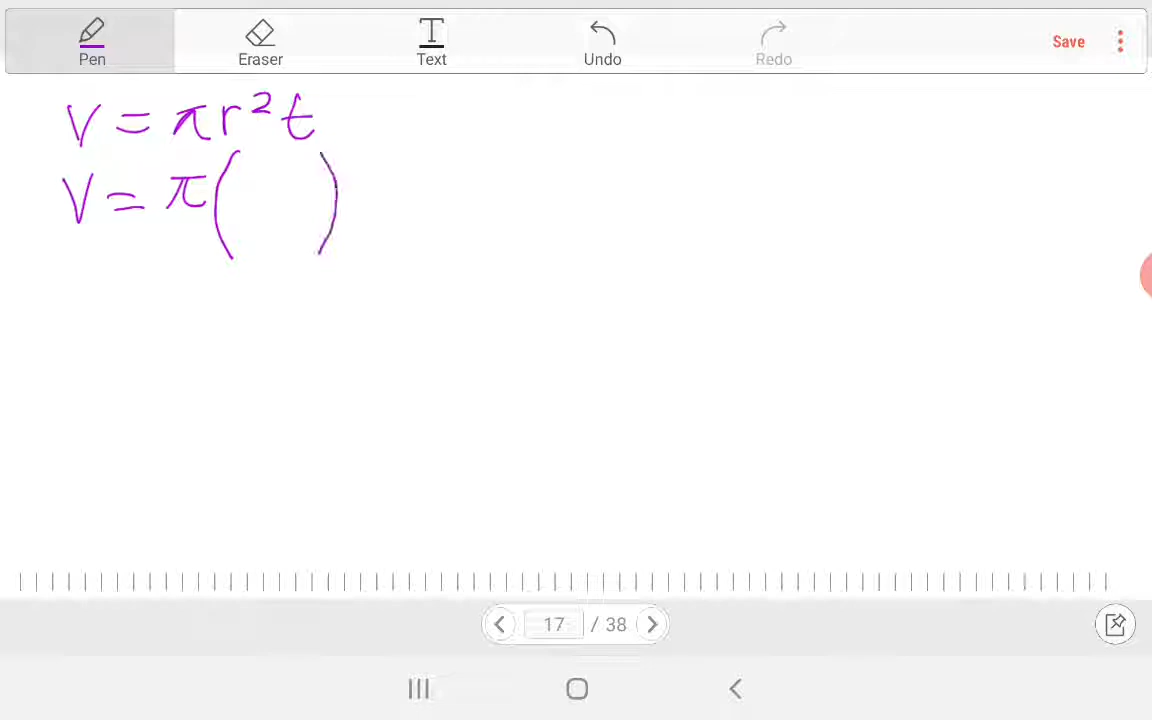 Pen Eraser Text Undo Redo Save
V = πr²t
V = π( )
17 / 38